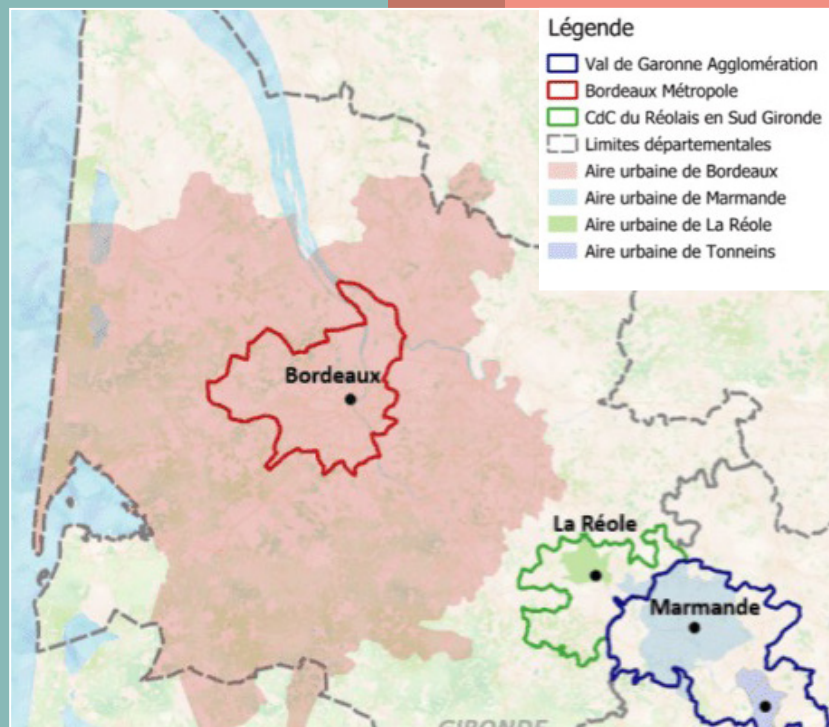 Légende
Val de Garonne Agglomération
Bordeaux Métropole
CdC du Réolais en Sud Gironde
Limites départementales
Aire urbaine de Bordeaux
Aire urbaine de Marmande
Aire urbaine de La Réole
Aire urbaine de Tonneins
Bordeaux
La Réole
Marmande
GIRONDE